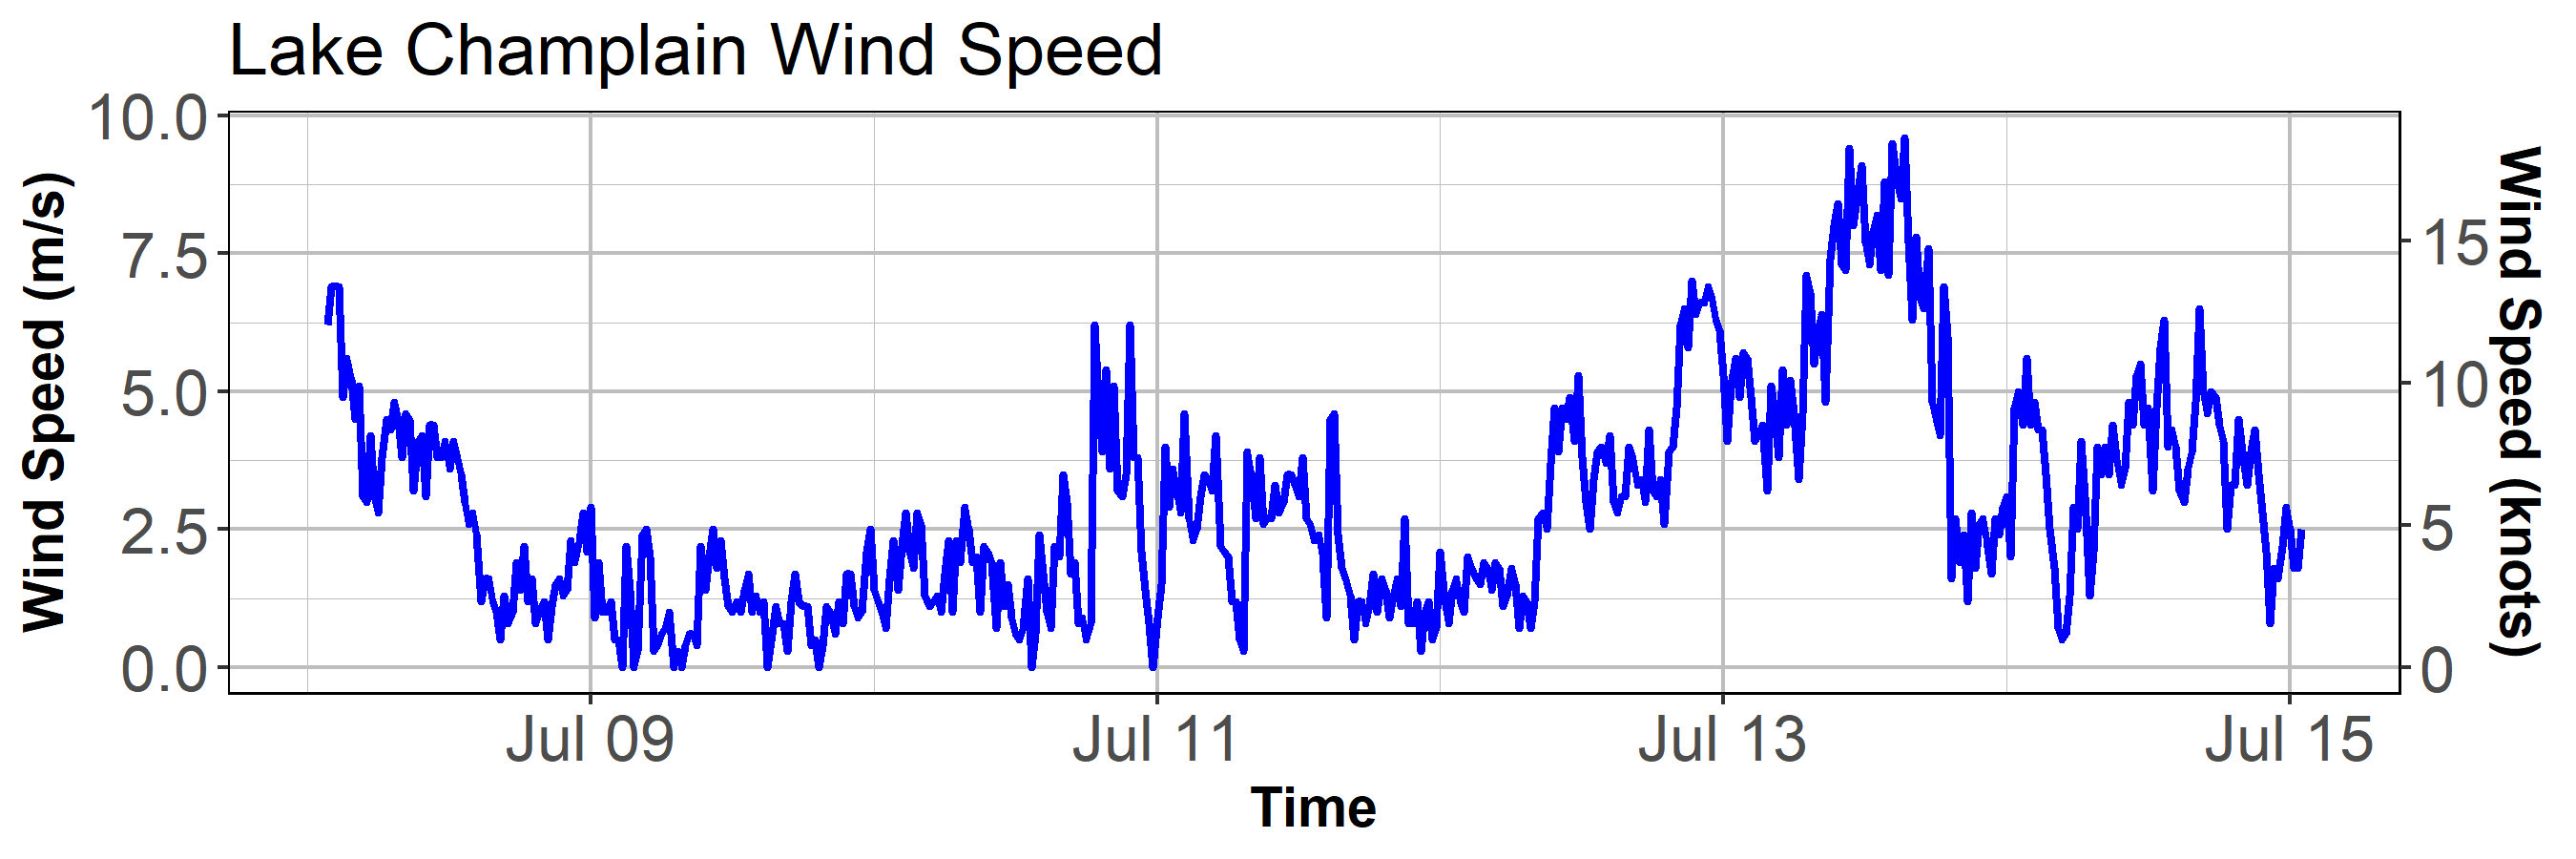 Lake Champlain Wind Speed
Wind Speed (m/s)
10.0
7.5
5.0
2.5
0.0
Wind Speed (knots)
15
10
5
0
Jul 09
Jul 11
Jul 13
Jul 15
Time